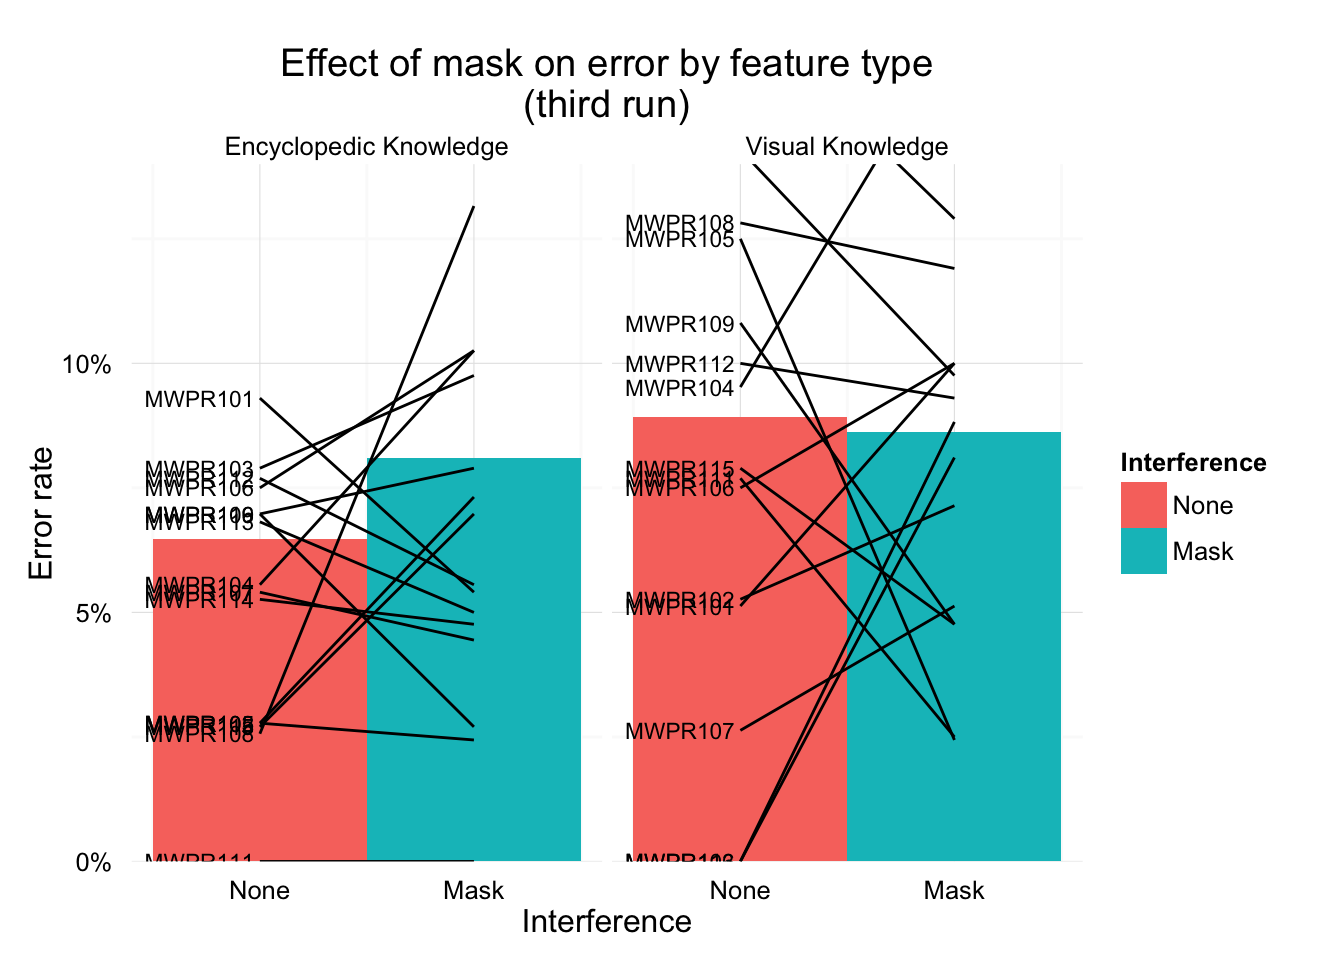 Effect of mask on error by feature type
(third run)
Encyclopedic Knowledge
Visual Knowledge
10%
5%
0%
Error rate
MWPR101
MWPR103
MWPR112
MWPR106
MWPR113
MWPR104
MWPR114
MWPR108
MWPR111
MWPR108
MWPR105
MWPR109
MWPR112
MWPR104
MWPR115
MWPR106
MWPR102
MWPR107
None
Mask
None
Mask
Interference
Interference
None
Mask